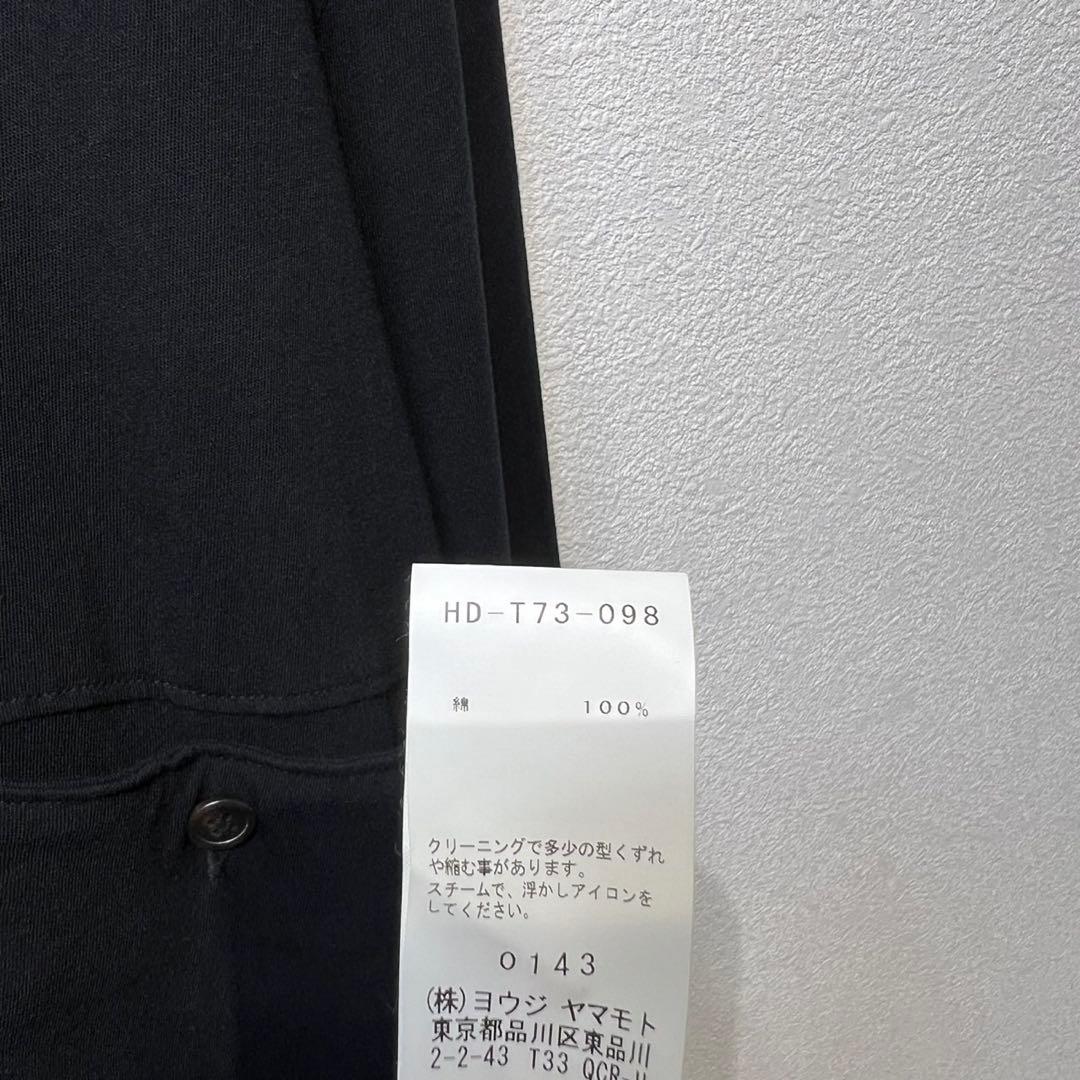 HD-T73-098
綿 100%
クリーニングで多少の型くずれ
や縮む事があります。
スチームで、浮かしアイロンを
してください。
0143
(株)ヨウジ ヤマモト
東京都品川区東品川
2-2-43 T33